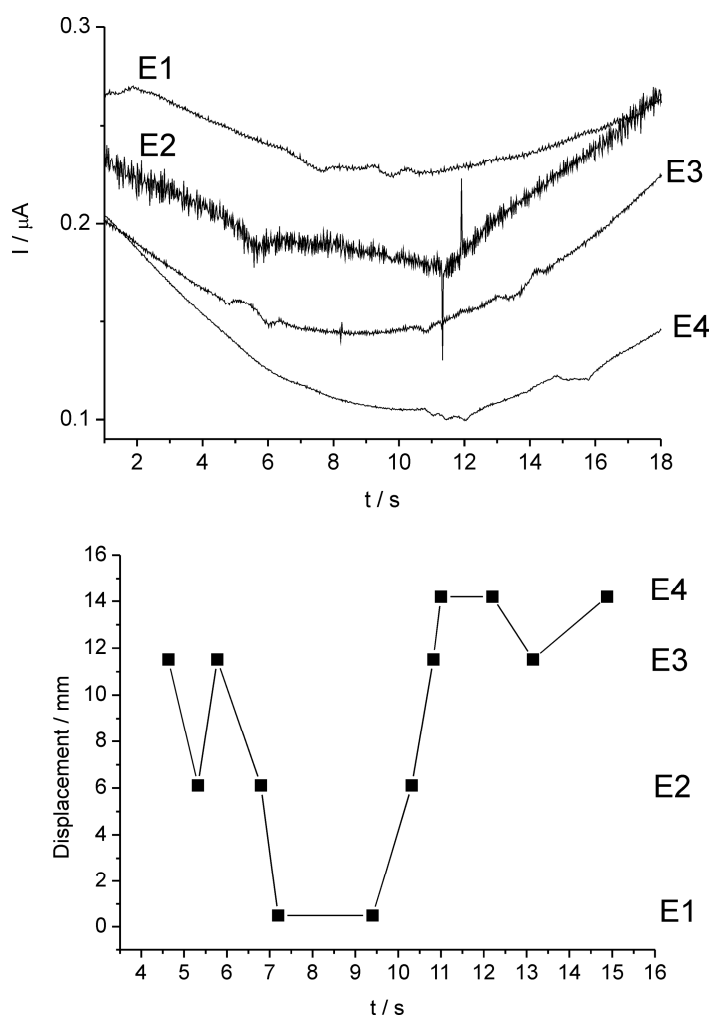 0.3
E1
E2
0.2
E3
E4
0.1
I / μA
2 4 6 8 10 12 14 16 18
t / s
16
E4
14
12
E3
10
8
6
E2
4
2
E1
0
Displacement / mm
4 5 6 7 8 9 10 11 12 13 14 15 16
t / s